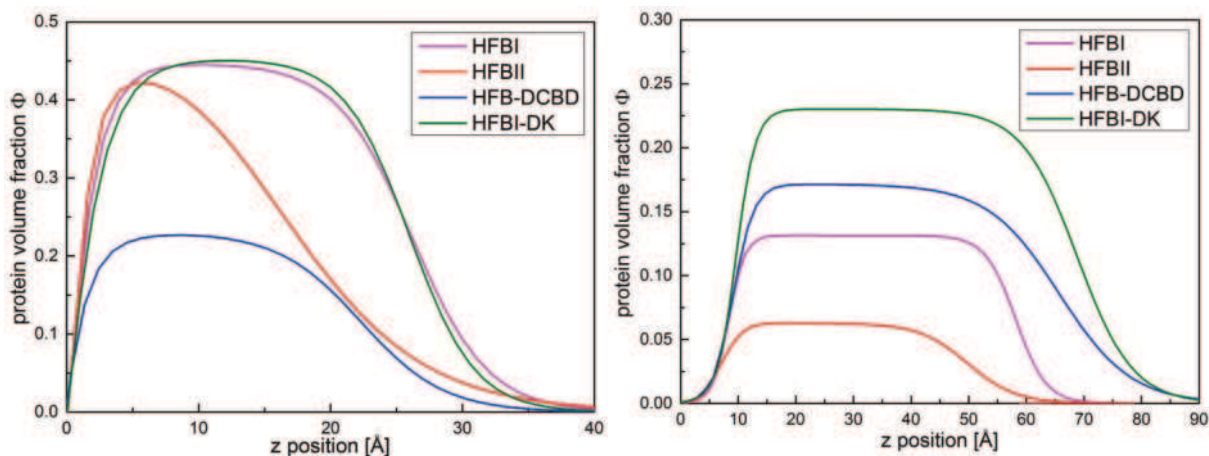 0.5
0.4
0.3
0.2
0.1
0.0
protein volume fraction Φ
HFBI
HFBII
HFB-DCBD
HFBI-DK
0
10
20
30
40
z position [Å]
0.30
0.25
0.20
0.15
0.10
0.05
0.00
protein volume fraction Φ
HFBI
HFBII
HFB-DCBD
HFBI-DK
0
10
20
30
40
50
60
70
80
90
z position [Å]